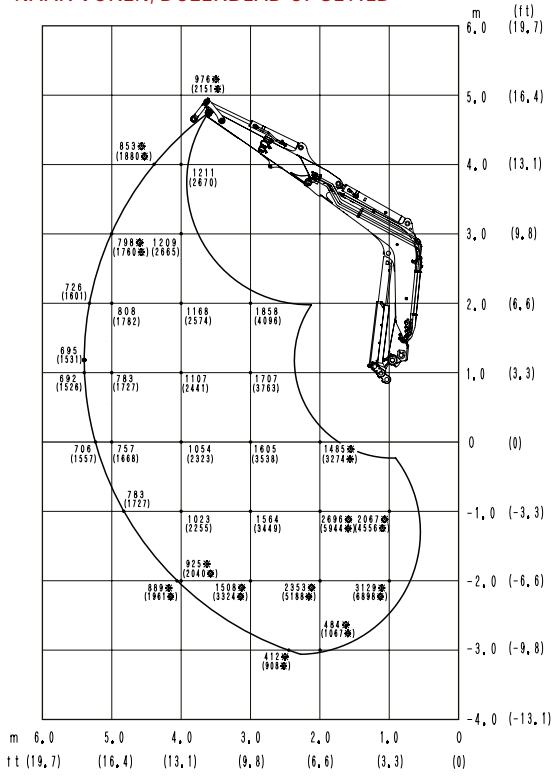 m (ft)
6.0 (19.7)
976※
(2151※)
5.0 (16.4)
853※
(1880※)
1211
(2670)
4.0 (13.1)
798※ 1209
(1760※) (2665)
3.0 (9.8)
726
(1601)
808 1168 1858
(1782) (2574) (4096)
2.0 (6.6)
695
(1531)
692 783 1107 1707
(1526) (1727) (2441) (3763)
1.0 (3.3)
0 (0)
706 757 1054 1605 1485※
(1557) (1668) (2323) (3538) (3274※)
783
(1727)
1023 1564 2696※ 2067※
(2255) (3449) (5944※) (4556※)
-1.0 (-3.3)
925※
(2040※)
889※ 1508※ 2353※ 3129※
(1961※) (3324※) (5188※) (6898※)
-2.0 (-6.6)
484※
(1067※)
412※
(908※)
-3.0 (-9.8)
-4.0 (-13.1)
m 6.0 5.0 4.0 3.0 2.0 1.0 0
ft (19.7) (16.4) (13.1) (9.8) (6.6) (3.3) (0)